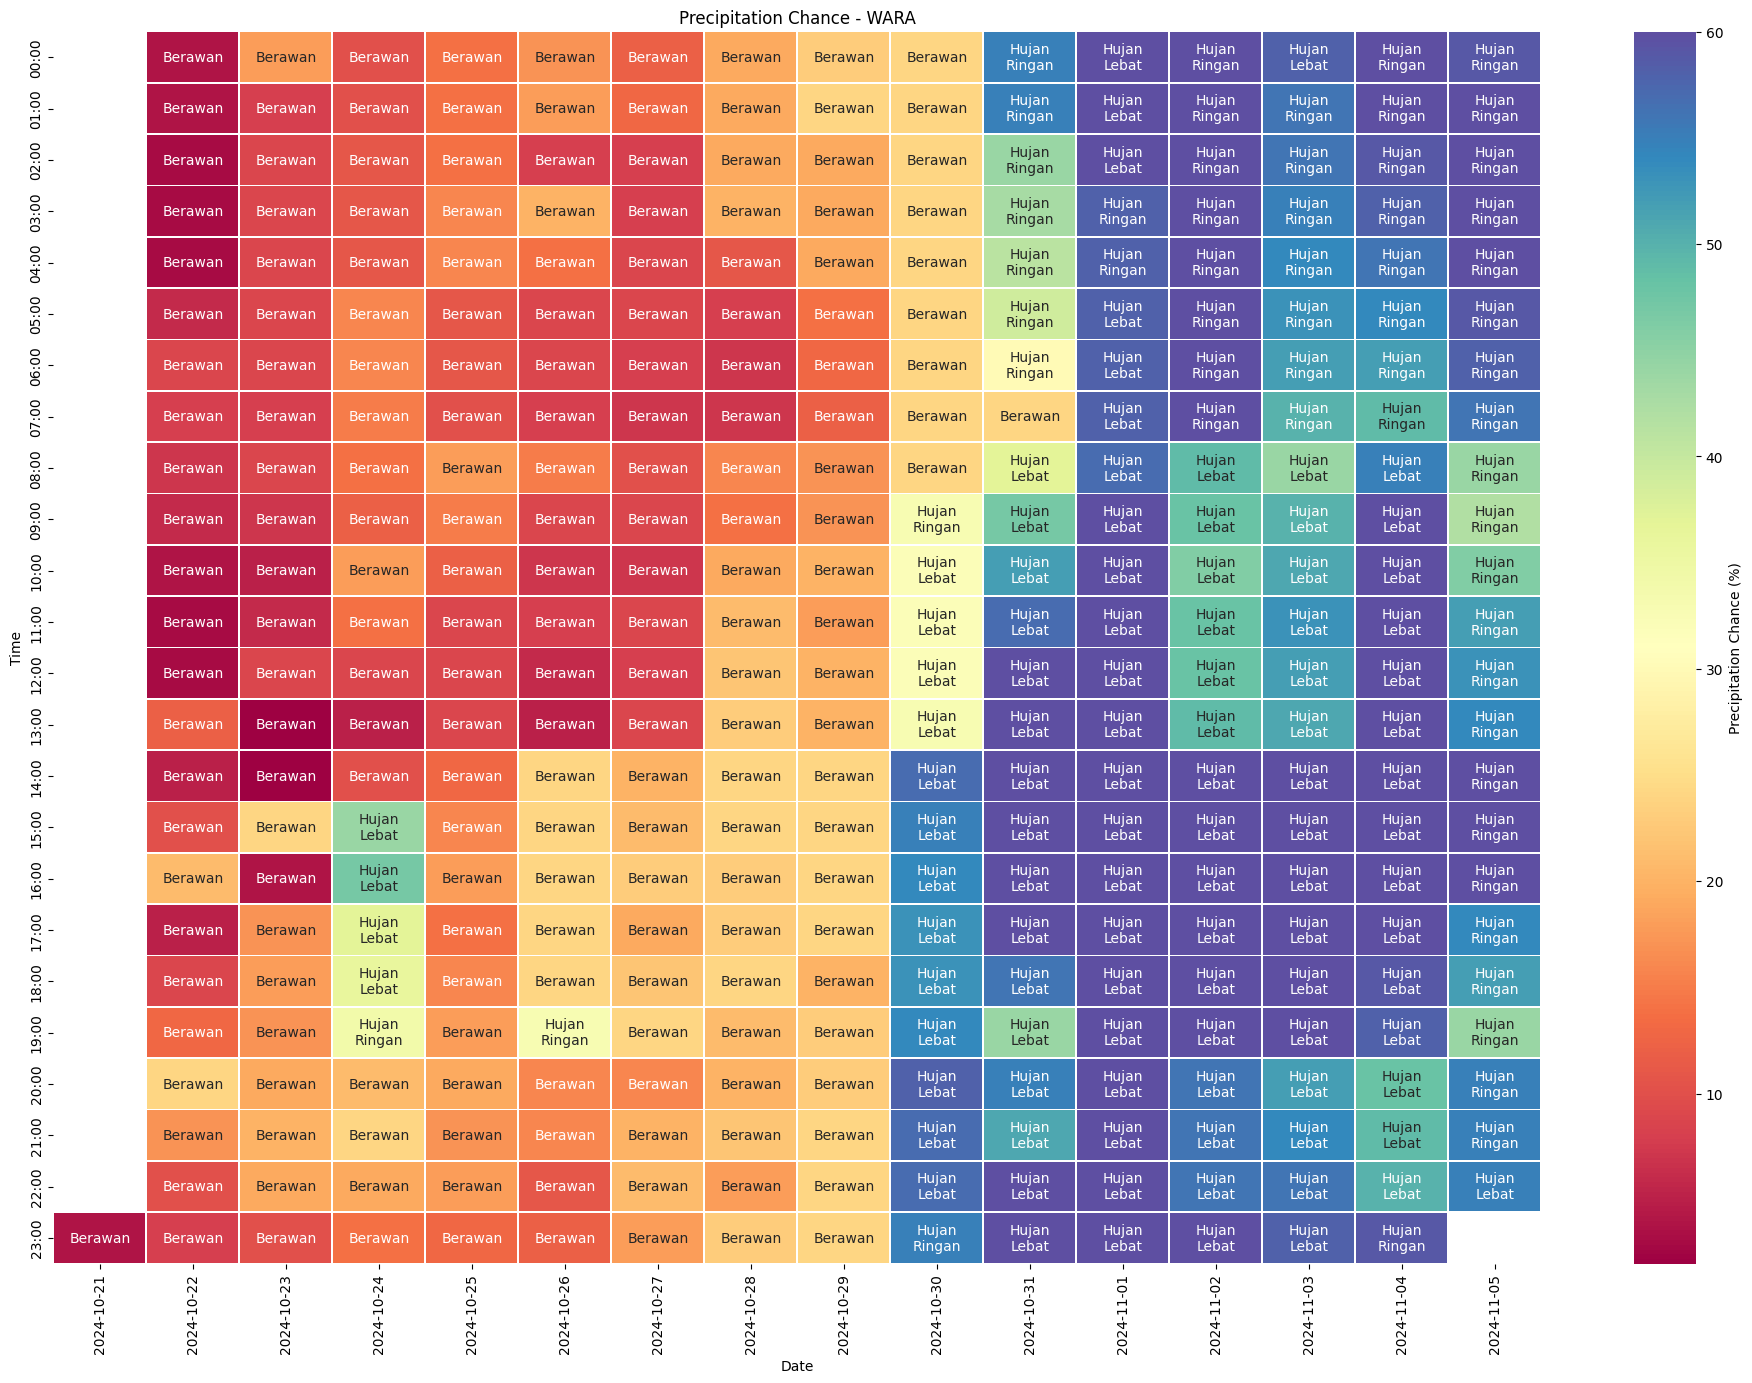 Precipitation Chance - WARA
00:00 Berawan Berawan Berawan Berawan Berawan Berawan Berawan Berawan Berawan Hujan Ringan Hujan Lebat Hujan Ringan Hujan Lebat Hujan Ringan Hujan Ringan
01:00 Berawan Berawan Berawan Berawan Berawan Berawan Berawan Berawan Berawan Hujan Ringan Hujan Lebat Hujan Ringan Hujan Ringan Hujan Ringan Hujan Ringan
02:00 Berawan Berawan Berawan Berawan Berawan Berawan Berawan Berawan Berawan Hujan Ringan Hujan Lebat Hujan Ringan Hujan Ringan Hujan Ringan Hujan Ringan
03:00 Berawan Berawan Berawan Berawan Berawan Berawan Berawan Berawan Berawan Hujan Ringan Hujan Ringan Hujan Ringan Hujan Ringan Hujan Ringan Hujan Ringan
04:00 Berawan Berawan Berawan Berawan Berawan Berawan Berawan Berawan Berawan Hujan Ringan Hujan Ringan Hujan Ringan Hujan Ringan Hujan Ringan Hujan Ringan
05:00 Berawan Berawan Berawan Berawan Berawan Berawan Berawan Berawan Berawan Hujan Ringan Hujan Lebat Hujan Ringan Hujan Ringan Hujan Ringan Hujan Ringan
06:00 Berawan Berawan Berawan Berawan Berawan Berawan Berawan Berawan Berawan Hujan Ringan Hujan Lebat Hujan Ringan Hujan Ringan Hujan Ringan Hujan Ringan
07:00 Berawan Berawan Berawan Berawan Berawan Berawan Berawan Berawan Berawan Berawan Hujan Lebat Hujan Ringan Hujan Ringan Hujan Ringan Hujan Ringan
08:00 Berawan Berawan Berawan Berawan Berawan Berawan Berawan Berawan Berawan Hujan Lebat Hujan Lebat Hujan Lebat Hujan Lebat Hujan Lebat Hujan Ringan
09:00 Berawan Berawan Berawan Berawan Berawan Berawan Berawan Berawan Hujan Ringan Hujan Lebat Hujan Lebat Hujan Lebat Hujan Lebat Hujan Lebat Hujan Ringan
10:00 Berawan Berawan Berawan Berawan Berawan Berawan Berawan Berawan Hujan Lebat Hujan Lebat Hujan Lebat Hujan Lebat Hujan Lebat Hujan Lebat Hujan Ringan
11:00 Berawan Berawan Berawan Berawan Berawan Berawan Berawan Berawan Hujan Lebat Hujan Lebat Hujan Lebat Hujan Lebat Hujan Lebat Hujan Lebat Hujan Ringan
12:00 Berawan Berawan Berawan Berawan Berawan Berawan Berawan Berawan Hujan Lebat Hujan Lebat Hujan Lebat Hujan Lebat Hujan Lebat Hujan Lebat Hujan Ringan
13:00 Berawan Berawan Berawan Berawan Berawan Berawan Berawan Berawan Hujan Lebat Hujan Lebat Hujan Lebat Hujan Lebat Hujan Lebat Hujan Lebat Hujan Ringan
14:00 Berawan Berawan Berawan Berawan Berawan Berawan Berawan Berawan Hujan Lebat Hujan Lebat Hujan Lebat Hujan Lebat Hujan Lebat Hujan Lebat Hujan Ringan
15:00 Berawan Berawan Hujan Lebat Berawan Berawan Berawan Berawan Berawan Hujan Lebat Hujan Lebat Hujan Lebat Hujan Lebat Hujan Lebat Hujan Lebat Hujan Ringan
16:00 Berawan Berawan Hujan Lebat Berawan Berawan Berawan Berawan Berawan Hujan Lebat Hujan Lebat Hujan Lebat Hujan Lebat Hujan Lebat Hujan Lebat Hujan Ringan
17:00 Berawan Berawan Hujan Lebat Berawan Berawan Berawan Berawan Berawan Hujan Lebat Hujan Lebat Hujan Lebat Hujan Lebat Hujan Lebat Hujan Lebat Hujan Ringan
18:00 Berawan Berawan Hujan Lebat Berawan Berawan Berawan Berawan Berawan Hujan Lebat Hujan Lebat Hujan Lebat Hujan Lebat Hujan Lebat Hujan Lebat Hujan Ringan
19:00 Berawan Berawan Hujan Ringan Berawan Hujan Ringan Berawan Berawan Berawan Hujan Lebat Hujan Lebat Hujan Lebat Hujan Lebat Hujan Lebat Hujan Lebat Hujan Ringan
20:00 Berawan Berawan Berawan Berawan Berawan Berawan Berawan Berawan Hujan Lebat Hujan Lebat Hujan Lebat Hujan Lebat Hujan Lebat Hujan Lebat Hujan Ringan
21:00 Berawan Berawan Berawan Berawan Berawan Berawan Berawan Berawan Hujan Lebat Hujan Lebat Hujan Lebat Hujan Lebat Hujan Lebat Hujan Lebat Hujan Ringan
22:00 Berawan Berawan Berawan Berawan Berawan Berawan Berawan Berawan Hujan Lebat Hujan Lebat Hujan Lebat Hujan Lebat Hujan Lebat Hujan Lebat Hujan Lebat
23:00 Berawan Berawan Berawan Berawan Berawan Berawan Berawan Berawan Berawan Hujan Ringan Hujan Lebat Hujan Lebat Hujan Lebat Hujan Lebat Hujan Ringan
Time
2024-10-21 2024-10-22 2024-10-23 2024-10-24 2024-10-25 2024-10-26 2024-10-27 2024-10-28 2024-10-29 2024-10-30 2024-10-31 2024-11-01 2024-11-02 2024-11-03 2024-11-04 2024-11-05
Date
60
50
40
30
20
10
Precipitation Chance (%)